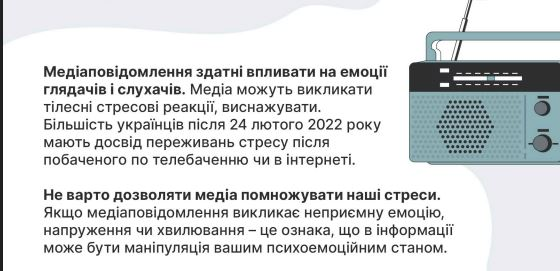 Медіаповідомлення здатні впливати на емоції
глядачів і слухачів. Медіа можуть викликати
тілесні стресові реакції, виснажувати.
Більшість українців після 24 лютого 2022 року
мають досвід переживань стресу після
побаченого по телебаченню чи в інтернеті.
Не варто дозволяти медіа помножувати наші стреси.
Якщо медіаповідомлення викликає неприємну емоцію,
напруження чи хвилювання – це ознака, що в інформації
може бути маніпуляція вашим психоемоційним станом.